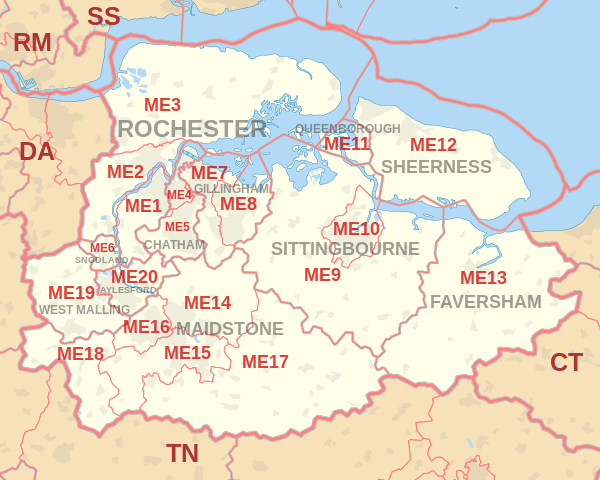 SS
RM
ME3
ROCHESTER
QUEENBOROUGH
ME11
ME12
SHEERNESS
DA
ME2
ME7
GILLINGHAM
ME4
ME1
ME8
ME5
CHATHAM
ME10
SITTINGBOURNE
ME6
SNODLAND
ME20
AYLESFORD
ME9
ME13
FAVERSHAM
ME19
WEST MALLING
ME14
ME16
MAIDSTONE
ME18
ME15
ME17
CT
TN